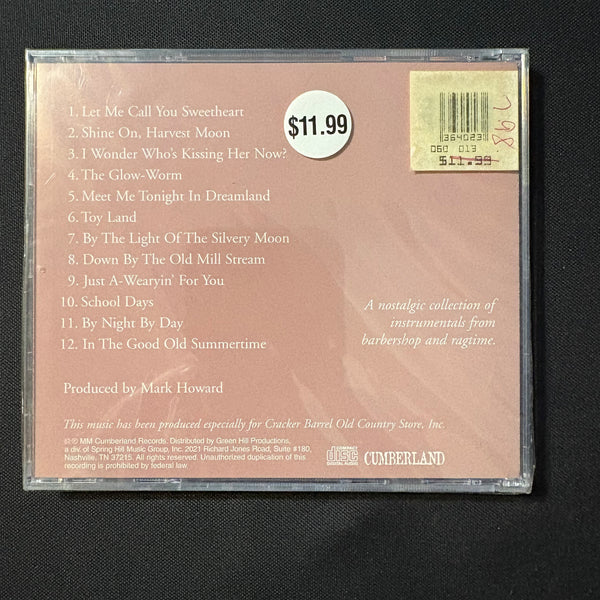 1. Let Me Call You Sweetheart
2. Shine On, Harvest Moon
3. I Wonder Who's Kissing Her Now?
4. The Glow-Worm
5. Meet Me Tonight In Dreamland
6. Toy Land
7. By The Light Of The Silvery Moon
8. Down By The Old Mill Stream
9. Just A-Wearyin' For You
10. School Days
11. By Night By Day
12. In The Good Old Summertime
$11.99
3640231
060 013
$11.99
A nostalgic collection of
instrumentals from
barbershop and ragtime.
Produced by Mark Howard
This music has been produced especially for Cracker Barrel Old Country Store, Inc.
©℗ MM Cumberland Records. Distributed by Green Hill Productions,
a div. of Spring Hill Music Group, Inc. 2021 Richard Jones Road, Suite #180,
Nashville, TN 37215. All rights reserved. Unauthorized duplication of this
recording is prohibited by federal law.
COMPACT
disc
DIGITAL AUDIO
CUMBERLAND